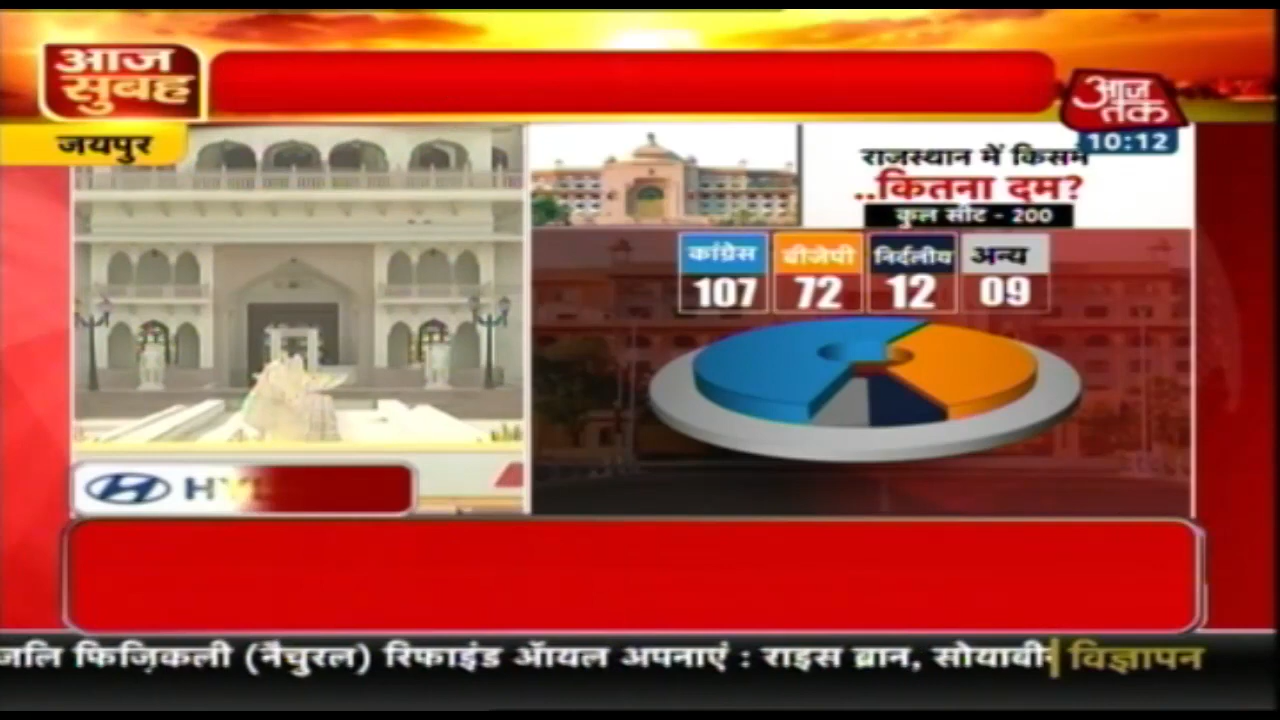 आज
सुबह
आज
तक
10:12
जयपुर
राजस्थान में किसमें
..कितना दम?
कुल सीट - 200
कांग्रेस बीजेपी निर्दलीय अन्य
107 72 12 09
जलि फिज़िकली (नैचुरल) रिफाइंड ऑयल अपनाएं : राइस ब्रान, सोयाबीन
विज्ञापन